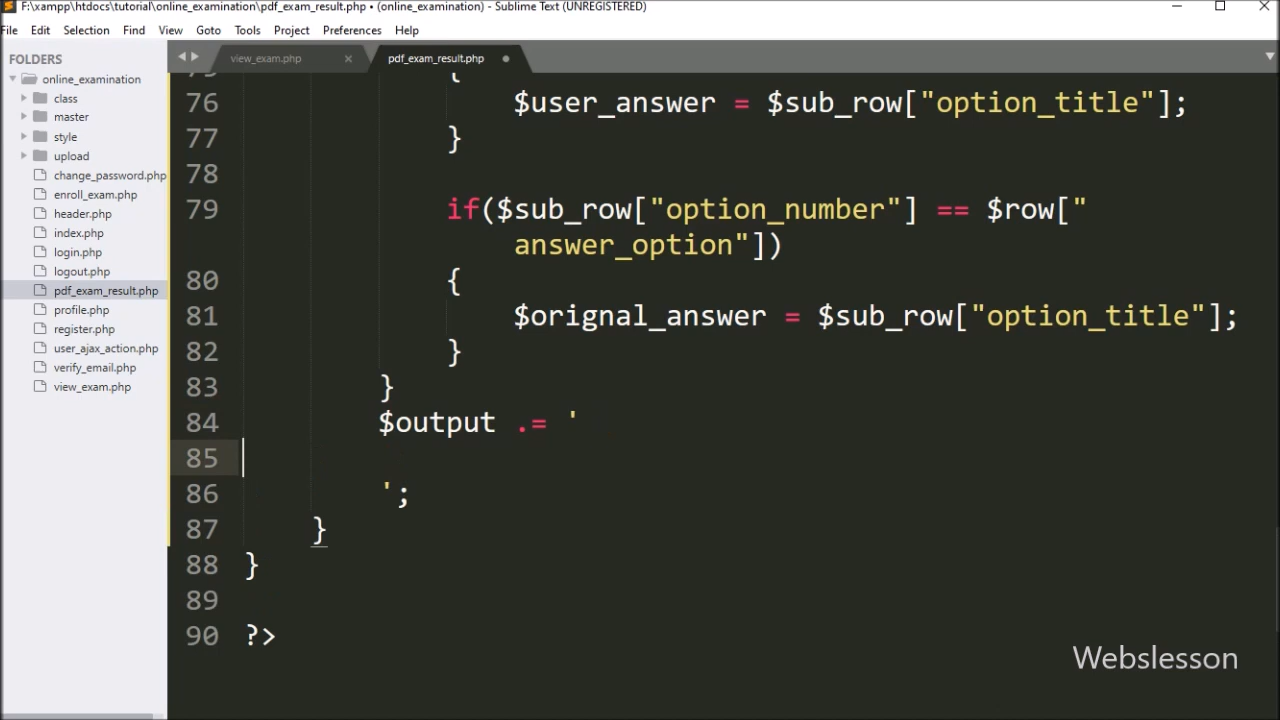 F:\xampp\htdocs\tutorial\online_examination\pdf_exam_result.php • (online_examination) - Sublime Text (UNREGISTERED)
File Edit Selection Find View Goto Tools Project Preferences Help
FOLDERS
online_examination
class
master
style
upload
change_password.php
enroll_exam.php
header.php
index.php
login.php
logout.php
pdf_exam_result.php
profile.php
register.php
user_ajax_action.php
verify_email.php
view_exam.php
view_exam.php × pdf_exam_result.php
75 {
76 $user_answer = $sub_row["option_title"];
77 }
78
79 if($sub_row["option_number"] == $row["
answer_option"])
80 {
81 $orignal_answer = $sub_row["option_title"];
82 }
83 }
84 $output .= '
85
86 ';
87 }
88 }
89
90 ?>
Webslesson